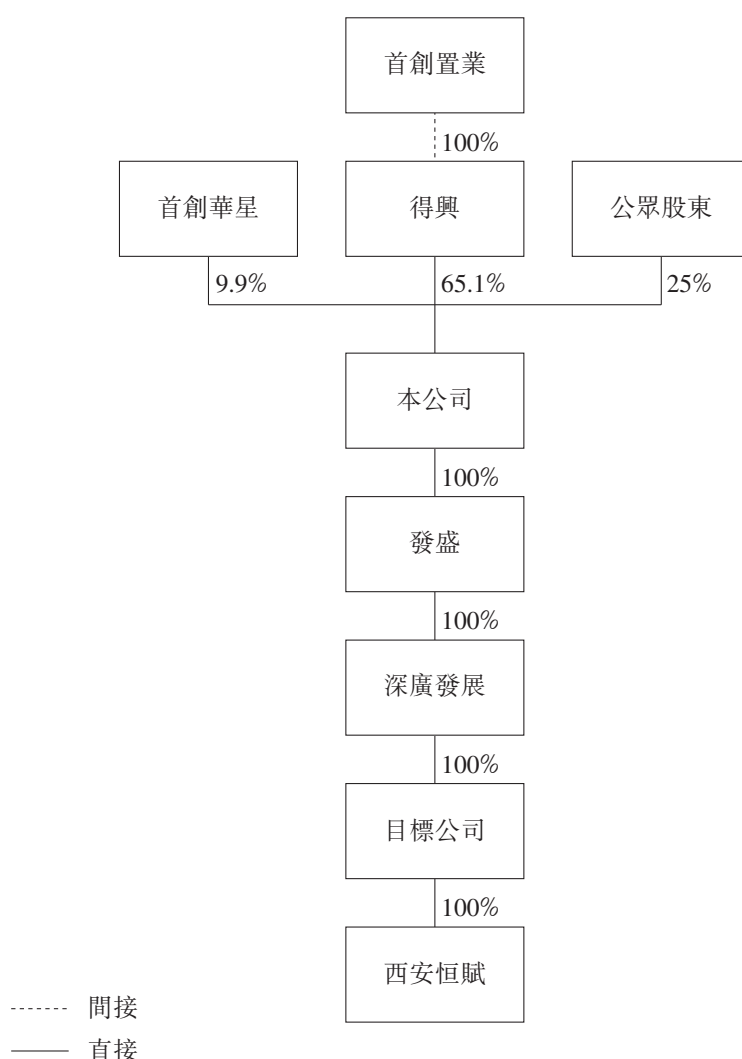 首創置業
100%
首創華星
得興
公眾股東
9.9%
65.1%
25%
本公司
100%
發盛
100%
深廣發展
100%
目標公司
100%
西安恒賦
間接
直接